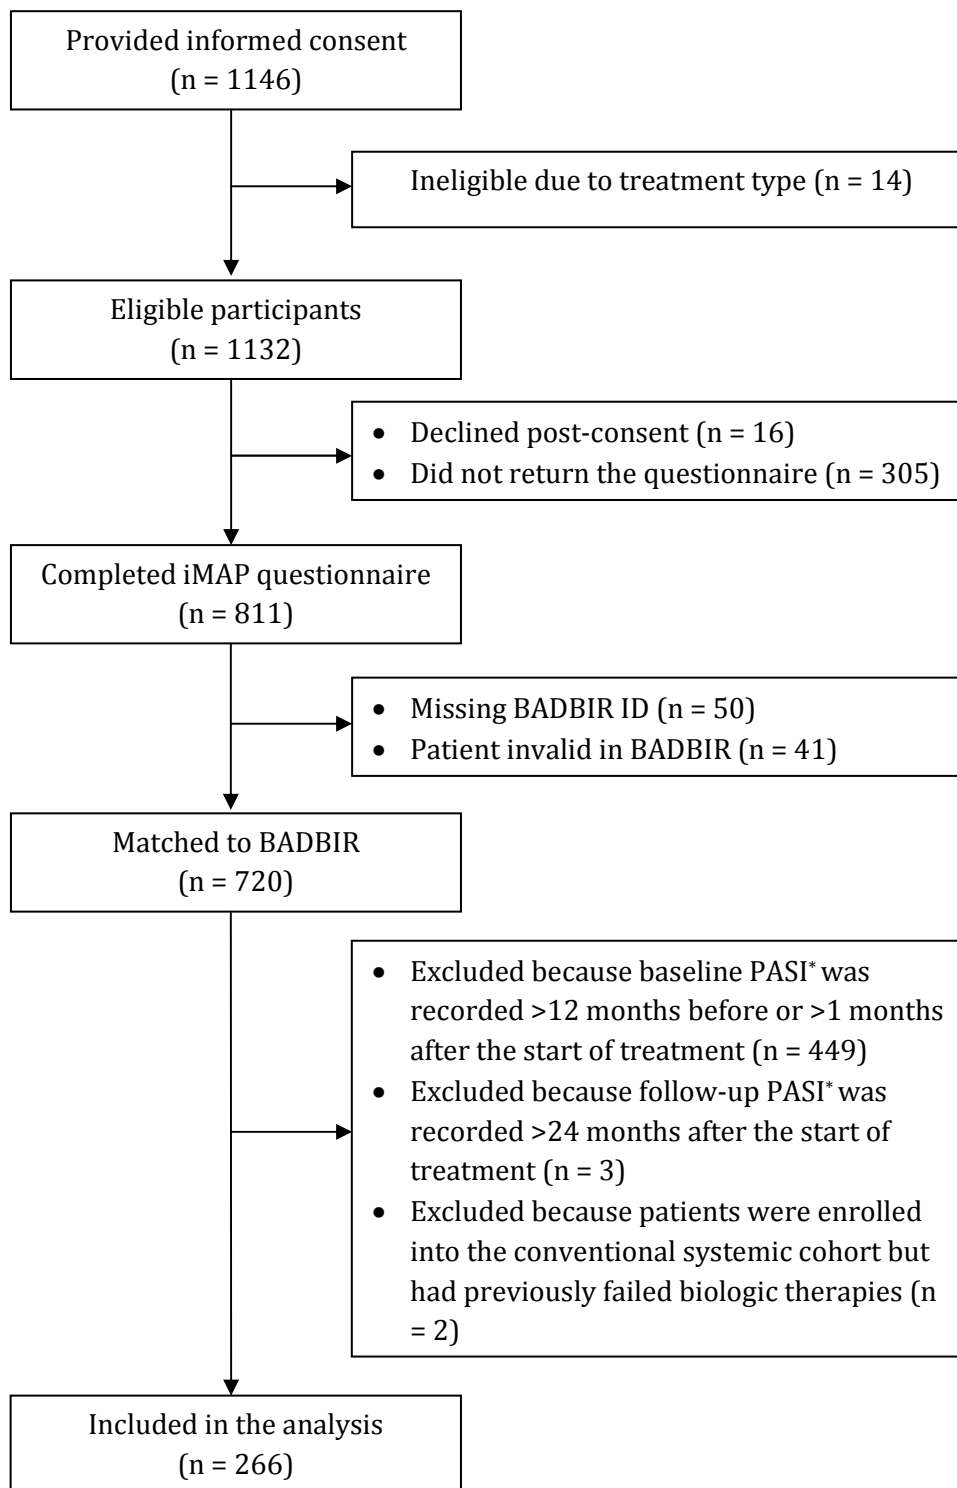 Provided informed consent
(n = 1146)
Ineligible due to treatment type (n = 14)
Eligible participants
(n = 1132)
• Declined post-consent (n = 16)
• Did not return the questionnaire (n = 305)
Completed iMAP questionnaire
(n = 811)
• Missing BADBIR ID (n = 50)
• Patient invalid in BADBIR (n = 41)
Matched to BADBIR
(n = 720)
• Excluded because baseline PASI* was
recorded >12 months before or >1 months
after the start of treatment (n = 449)
• Excluded because follow-up PASI* was
recorded >24 months after the start of
treatment (n = 3)
• Excluded because patients were enrolled
into the conventional systemic cohort but
had previously failed biologic therapies (n
= 2)
Included in the analysis
(n = 266)